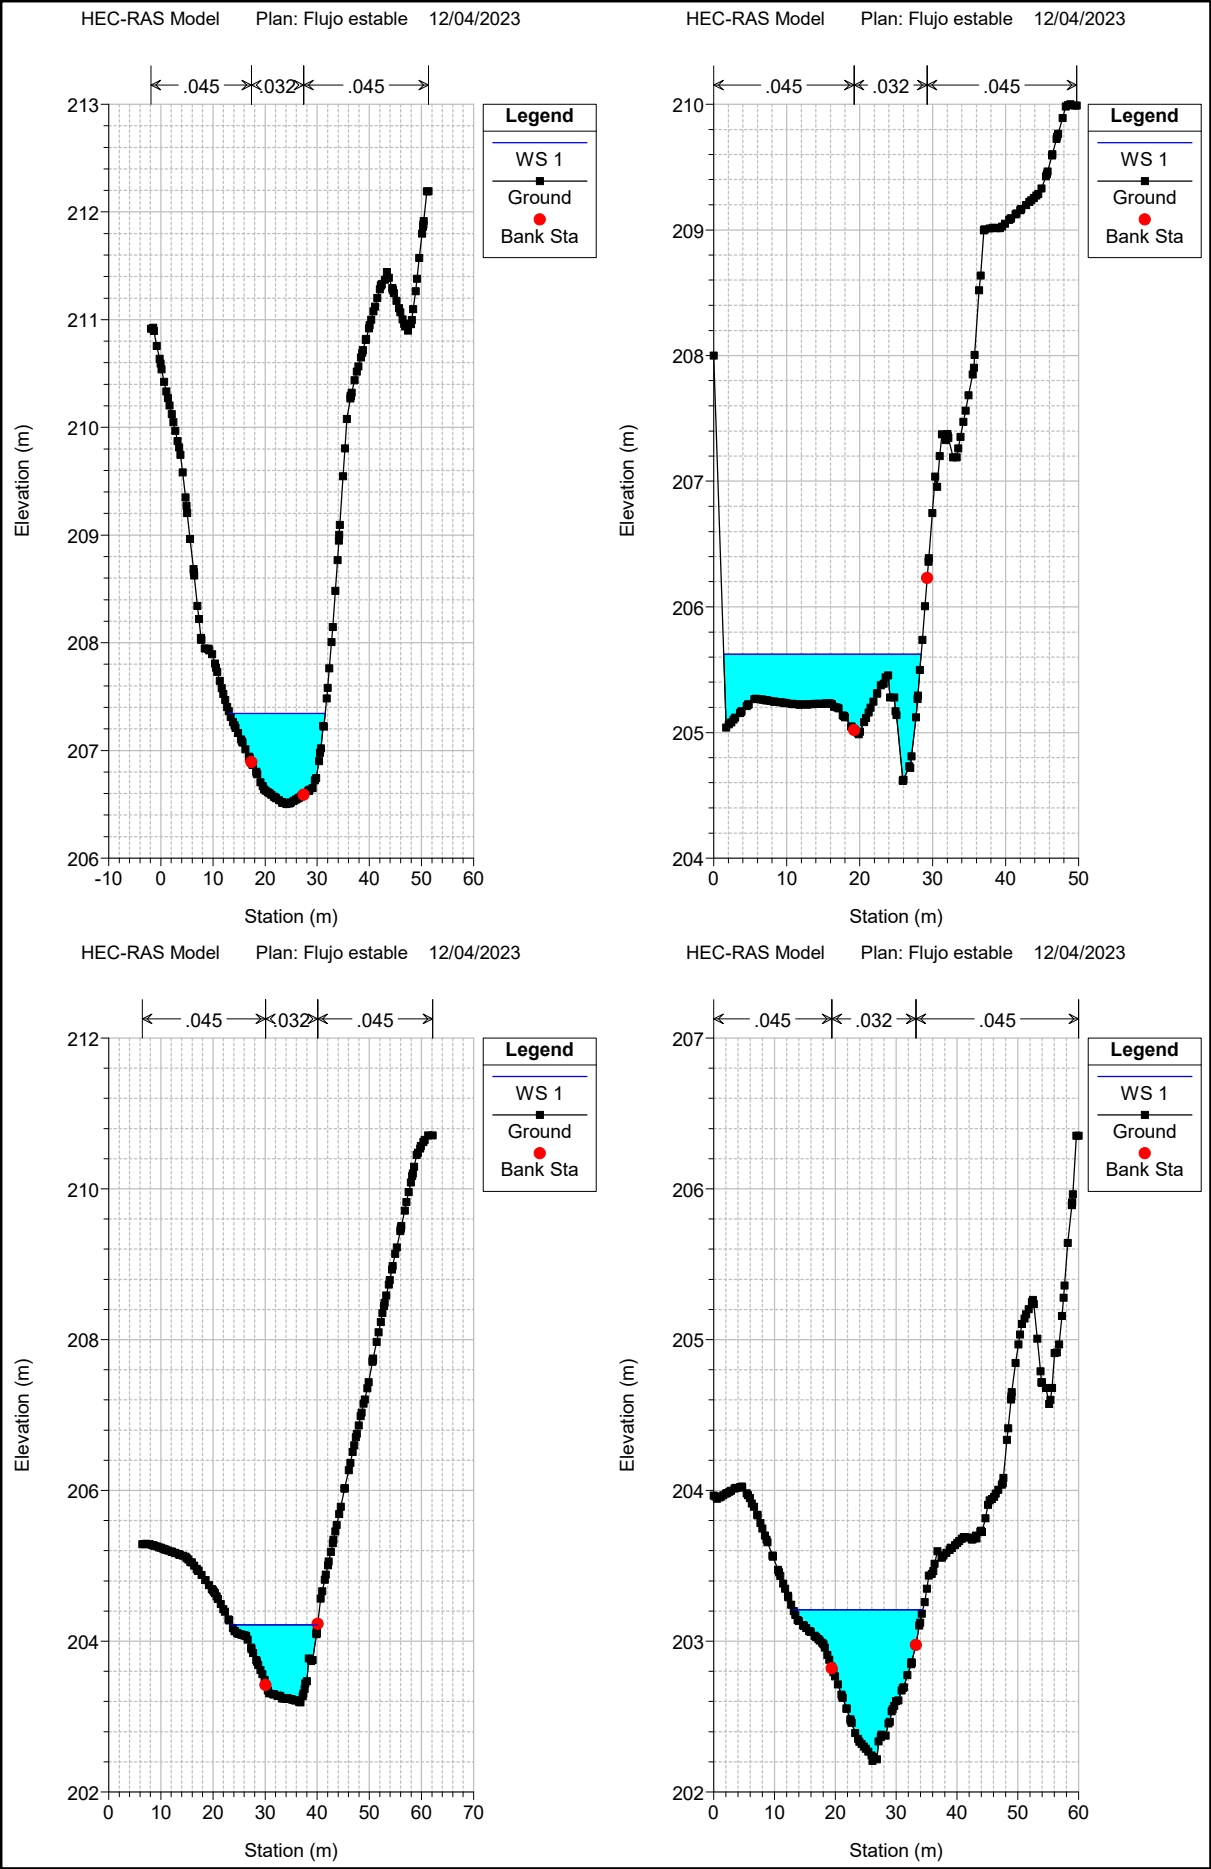 HEC-RAS Model Plan: Flujo estable 12/04/2023
.045 .032 .045
Legend
WS 1
Ground
Bank Sta
213
212
211
210
209
208
207
206
Elevation (m)
-10 0 10 20 30 40 50 60
Station (m)
HEC-RAS Model Plan: Flujo estable 12/04/2023
.045 .032 .045
Legend
WS 1
Ground
Bank Sta
210
209
208
207
206
205
204
Elevation (m)
0 10 20 30 40 50
Station (m)
HEC-RAS Model Plan: Flujo estable 12/04/2023
.045 .032 .045
Legend
WS 1
Ground
Bank Sta
212
210
208
206
204
202
Elevation (m)
0 10 20 30 40 50 60 70
Station (m)
HEC-RAS Model Plan: Flujo estable 12/04/2023
.045 .032 .045
Legend
WS 1
Ground
Bank Sta
207
206
205
204
203
202
Elevation (m)
0 10 20 30 40 50 60
Station (m)